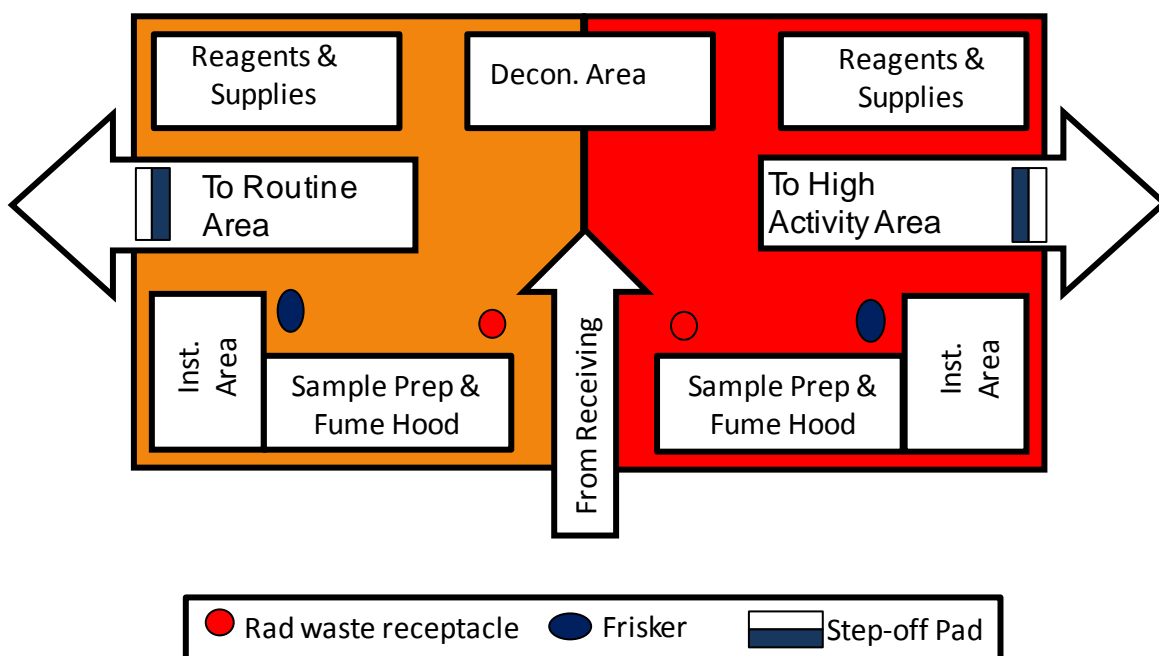 Reagents &
Supplies
Decon. Area
Reagents &
Supplies
To Routine
Area
To High
Activity Area
Inst.
Area
Sample Prep &
Fume Hood
From Receiving
Sample Prep &
Fume Hood
Inst.
Area
Rad waste receptacle
Frisker
Step-off Pad